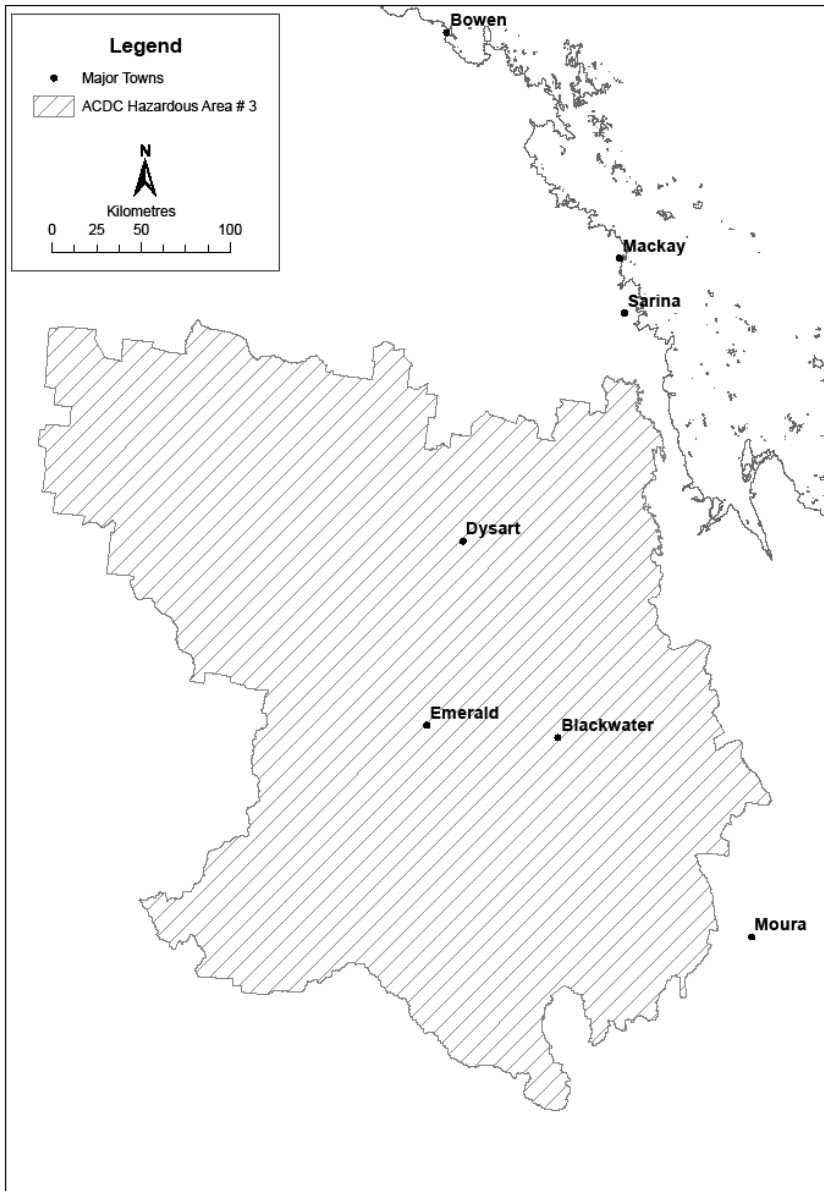 Legend
Major Towns
ACDC Hazardous Area # 3
N
Kilometres
0 25 50 100
Bowen
Mackay
Sarina
Dysart
Emerald
Blackwater
Moura